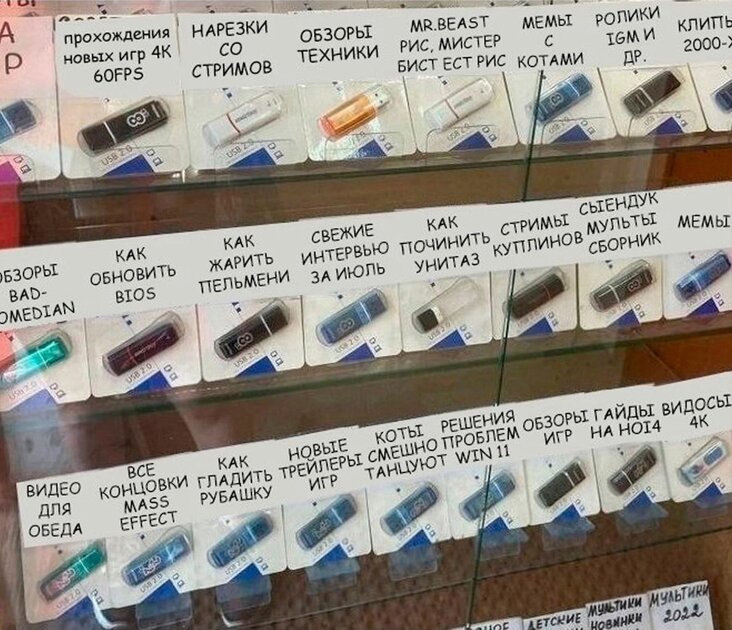 А
Р
прохождения
новых игр 4К
60FPS
НАРЕЗКИ
СО
СТРИМОВ
ОБЗОРЫ
ТЕХНИКИ
MR.BEAST
РИС, МИСТЕР
БИСТ ЕСТ РИС
МЕМЫ
С
КОТАМИ
РОЛИКИ
IGM И
ДР.
КЛИПЫ
2000-Х
ОБЗОРЫ
BAD-
COMEDIAN
КАК
ОБНОВИТЬ
BIOS
КАК
ЖАРИТЬ
ПЕЛЬМЕНИ
СВЕЖИЕ
ИНТЕРВЬЮ
ЗА ИЮЛЬ
КАК
ПОЧИНИТЬ
УНИТАЗ
СТРИМЫ
КУПЛИНОВ
СЫЕНДУК
МУЛЬТЫ
СБОРНИК
МЕМЫ
ВИДЕО
ДЛЯ
ОБЕДА
ВСЕ
КОНЦОВКИ
MASS
EFFECT
КАК
ГЛАДИТЬ
РУБАШКУ
НОВЫЕ
ТРЕЙЛЕРЫ
ИГР
КОТЫ
СМЕШНО
ТАНЦУЮТ
РЕШЕНИЯ
ПРОБЛЕМ
WIN 11
ОБЗОРЫ
ИГР
ГАЙДЫ
НА HOI4
ВИДОСЫ
4К
ДЕТСКИЕ
МУЛЬТИКИ
НОВИНКИ
МУЛЬТИКИ
2022